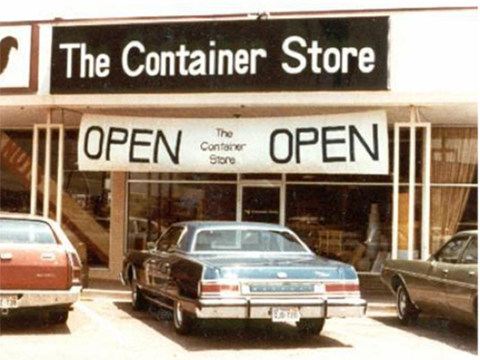 The Container Store
OPEN The Container Store OPEN